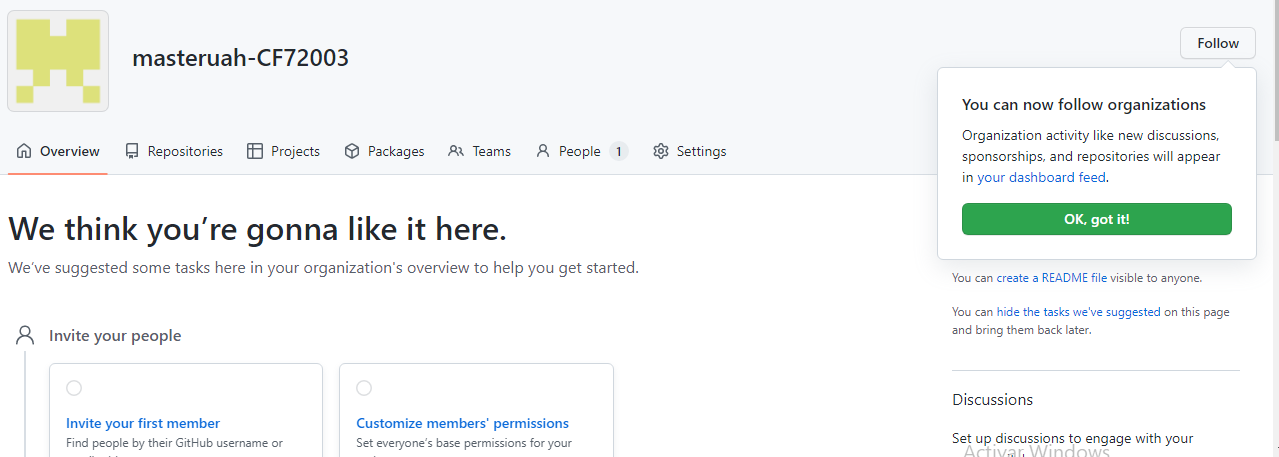 masteruah-CF72003
Follow
You can now follow organizations
Organization activity like new discussions,
sponsorships, and repositories will appear
in your dashboard feed.
OK, got it!
Overview
Repositories
Projects
Packages
Teams
People 1
Settings
We think you’re gonna like it here.
We’ve suggested some tasks here in your organization's overview to help you get started.
Invite your people
Invite your first member
Find people by their GitHub username or
Customize members' permissions
Set everyone’s base permissions for your
You can create a README file visible to anyone.
You can hide the tasks we've suggested on this page
and bring them back later.
Discussions
Set up discussions to engage with your
Activar Windows